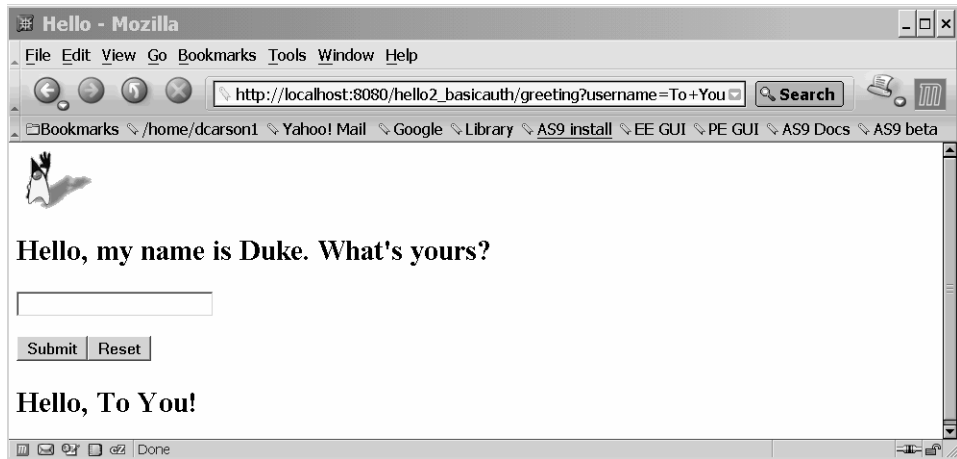 Hello - Mozilla
File Edit View Go Bookmarks Tools Window Help
http://localhost:8080/hello2_basicauth/greeting?username=To+You Search
Bookmarks /home/dcarson1 Yahoo! Mail Google Library AS9 install EE GUI PE GUI AS9 Docs AS9 beta
Hello, my name is Duke. What's yours?
Submit Reset
Hello, To You!
Done